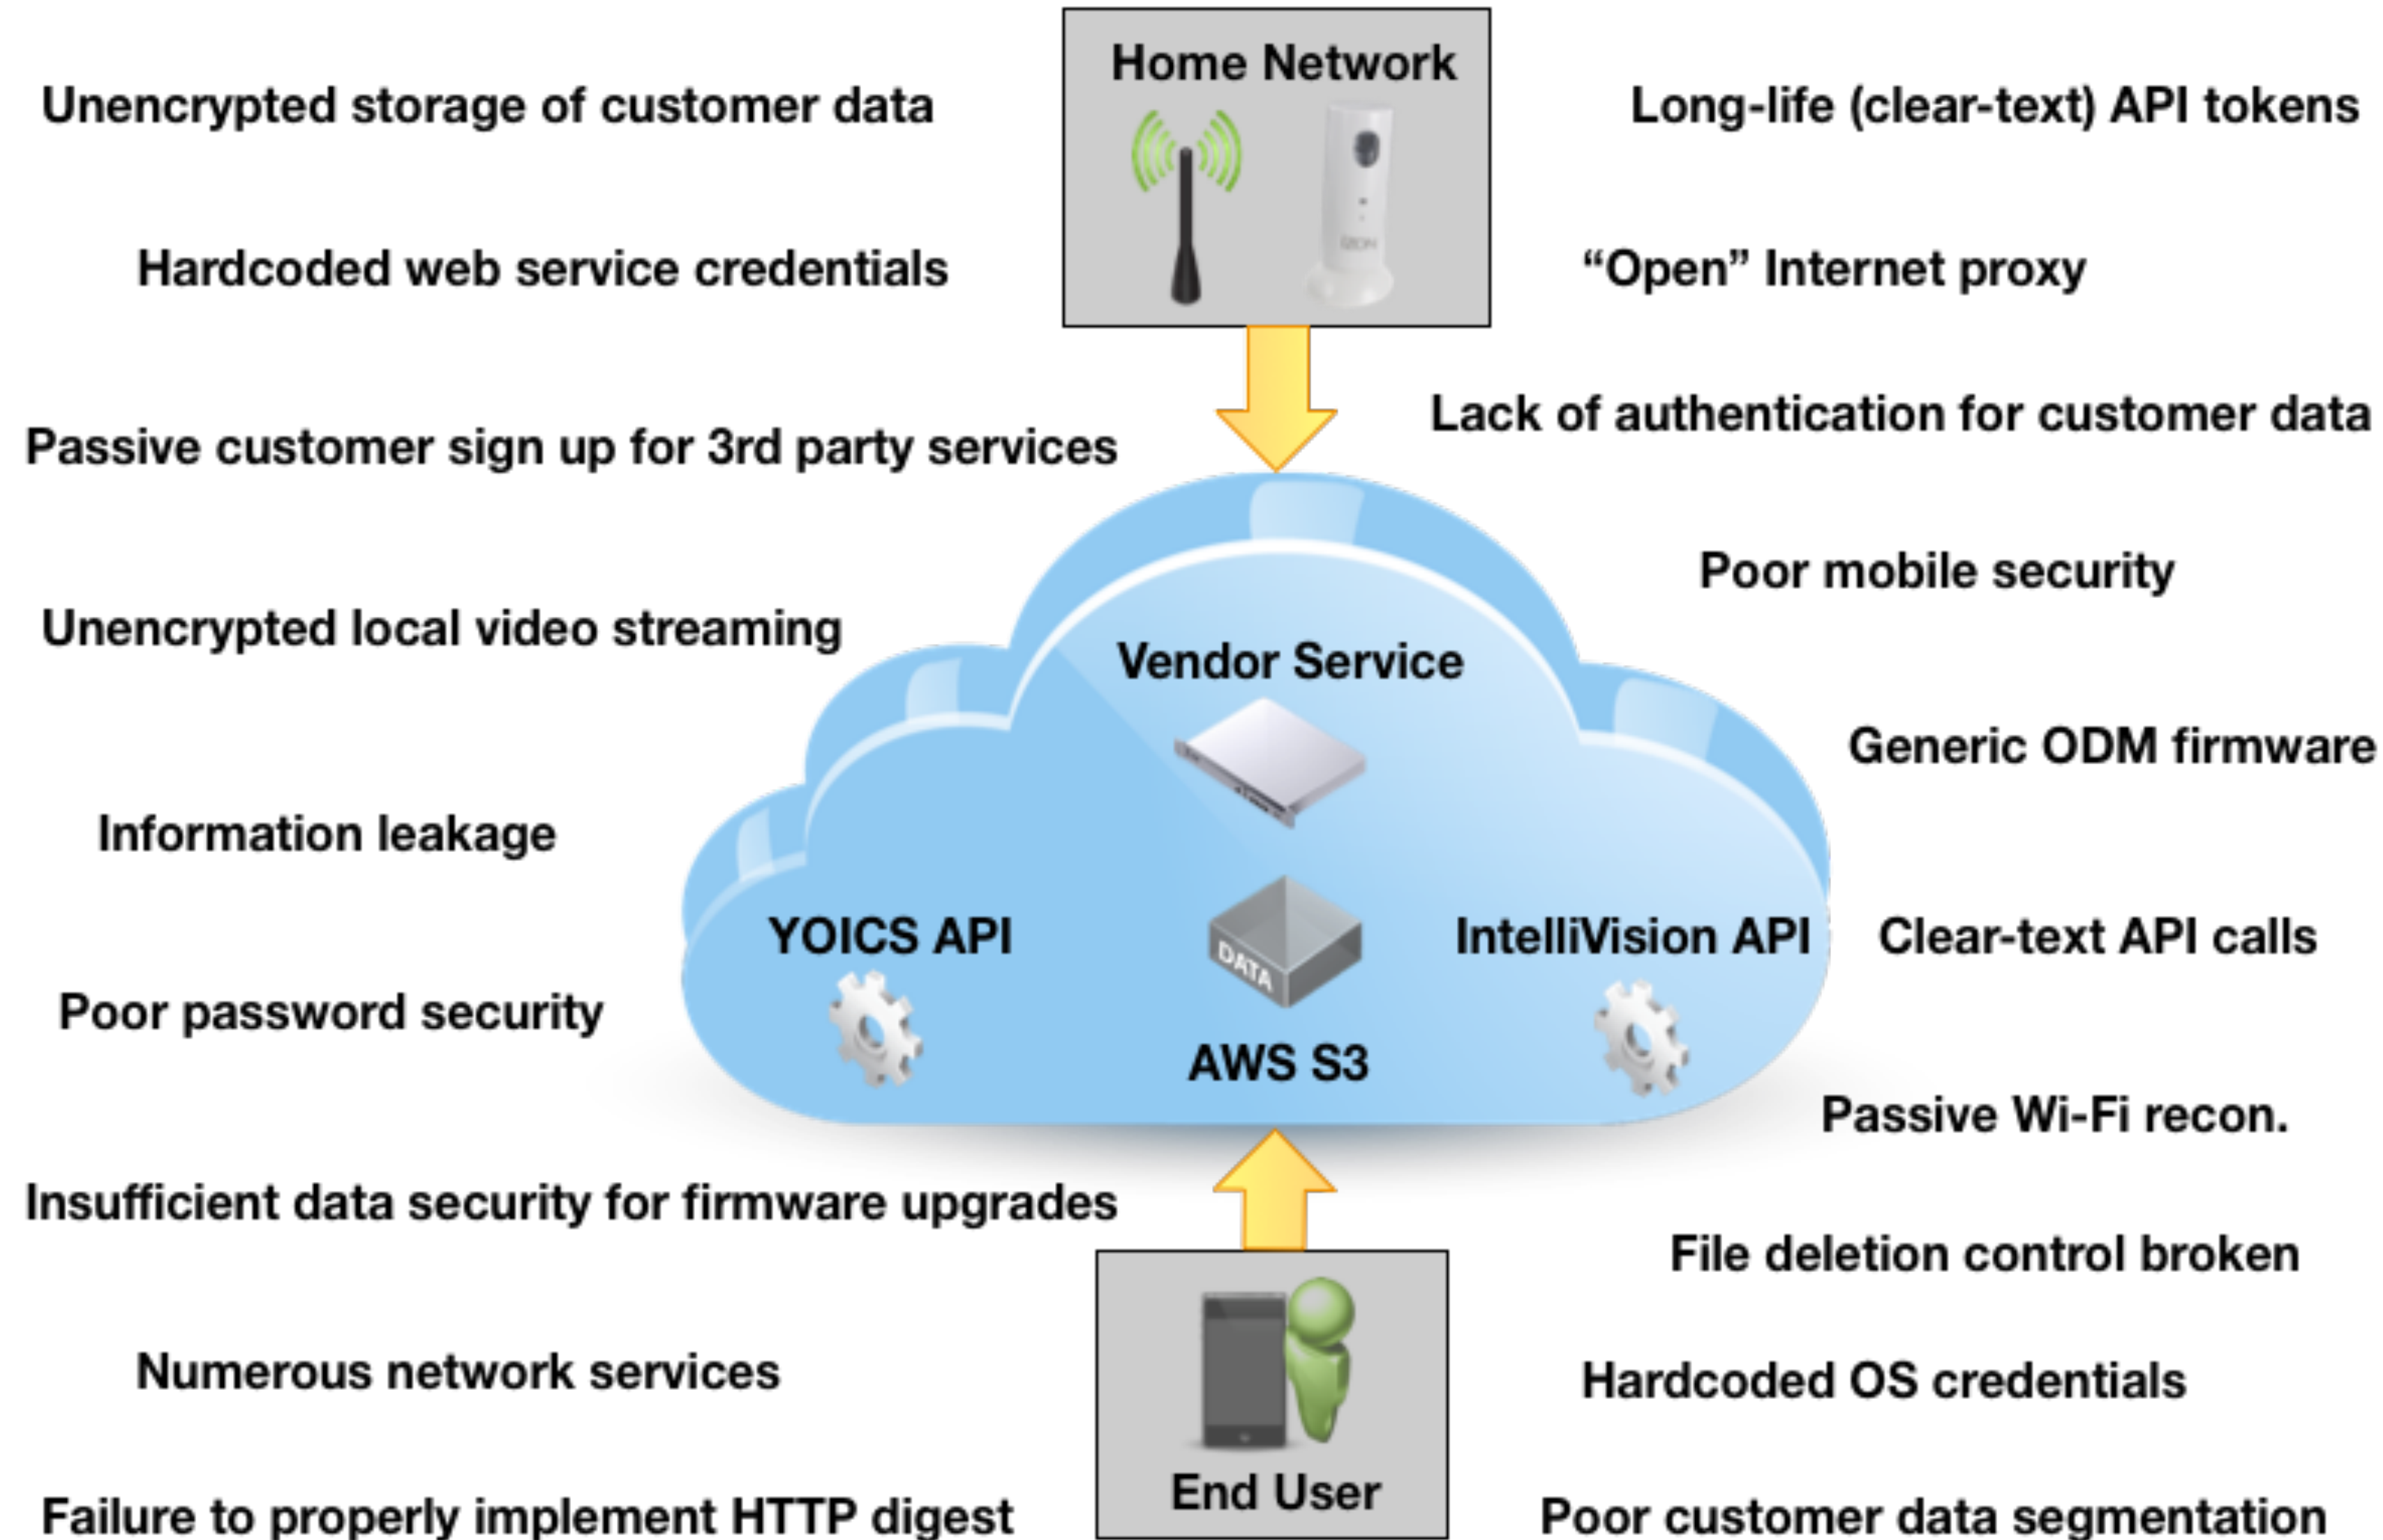 Home Network
Unencrypted storage of customer data
Long-life (clear-text) API tokens
IZON
Hardcoded web service credentials
“Open” Internet proxy
Lack of authentication for customer data
Passive customer sign up for 3rd party services
Poor mobile security
Unencrypted local video streaming
Vendor Service
Generic ODM firmware
Information leakage
YOICS API
IntelliVision API
Clear-text API calls
DATA
Poor password security
AWS S3
Passive Wi-Fi recon.
Insufficient data security for firmware upgrades
File deletion control broken
Numerous network services
Hardcoded OS credentials
End User
Failure to properly implement HTTP digest
Poor customer data segmentation